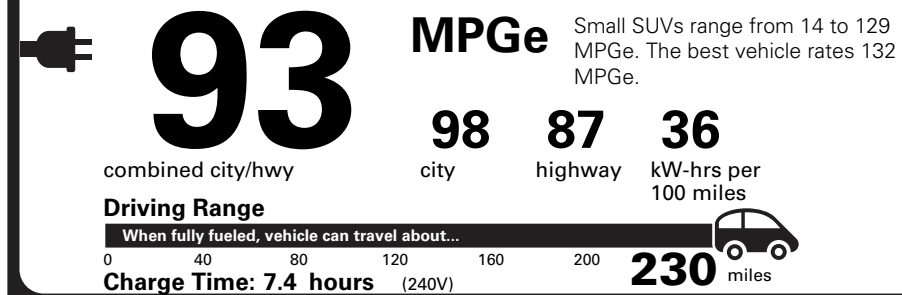 93
MPGe
Small SUVs range from 14 to 129
MPGe. The best vehicle rates 132
MPGe.
98 87 36
combined city/hwy city highway kW-hrs per
100 miles
Driving Range
When fully fueled, vehicle can travel about...
0 40 80 120 160 200 230 miles
Charge Time: 7.4 hours (240V)